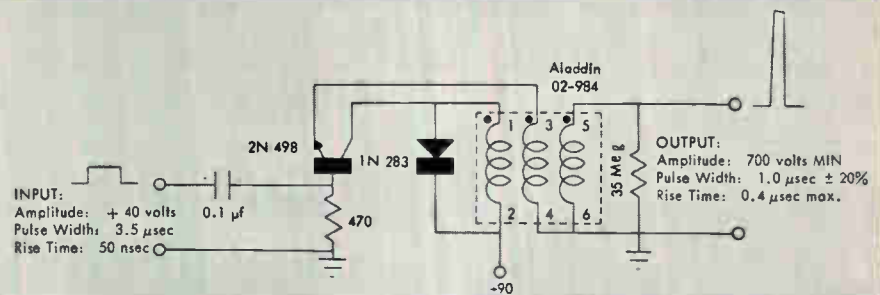 Aladdin
02-984
2N 498
1N 283
1
3
5
2
4
6
35 Meg
470
0.1 µf
+90
INPUT:
Amplitude: + 40 volts
Pulse Width: 3.5 µsec
Rise Time: 50 nsec
OUTPUT:
Amplitude: 700 volts MIN
Pulse Width: 1.0 µsec ± 20%
Rise Time: 0.4 µsec max.